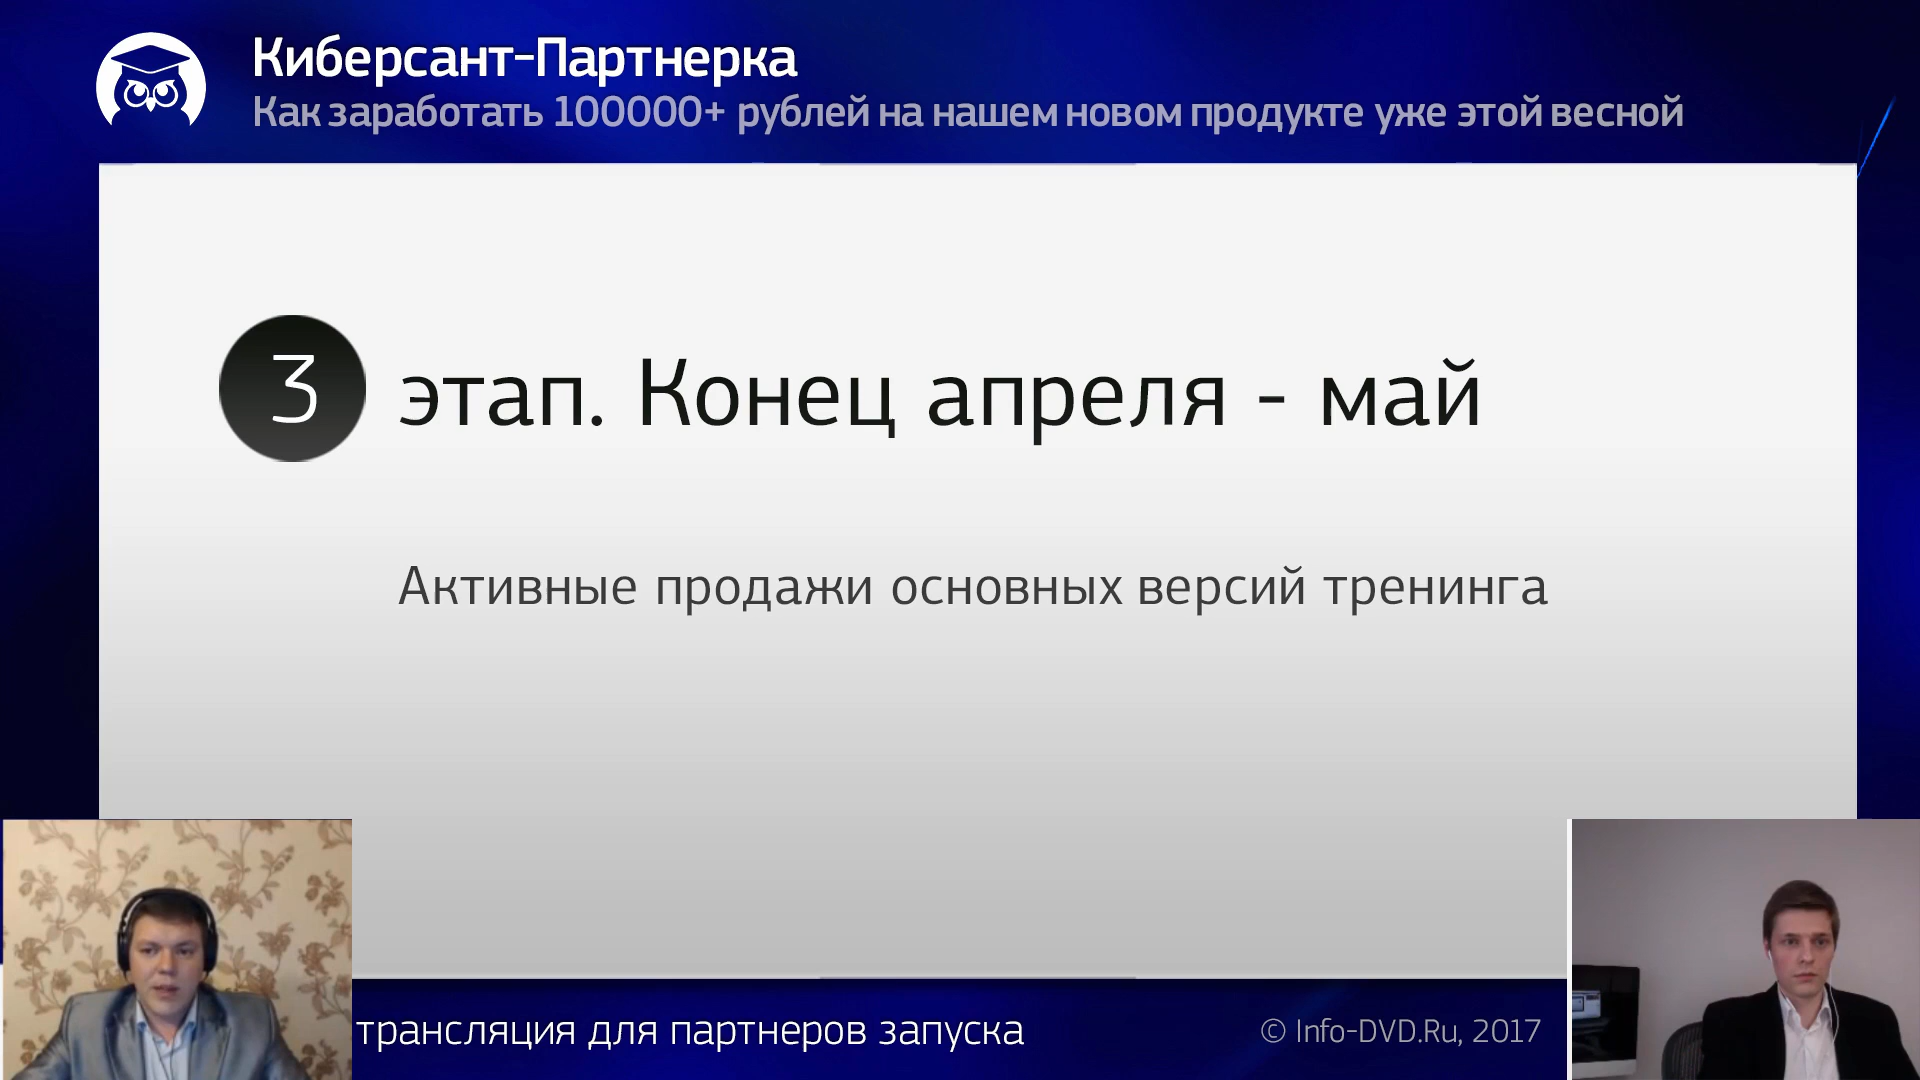 Киберсант-Партнерка
Как заработать 100000+ рублей на нашем новом продукте уже этой весной
3 этап. Конец апреля - май
Активные продажи основных версий тренинга
трансляция для партнеров запуска
© Info-DVD.Ru, 2017